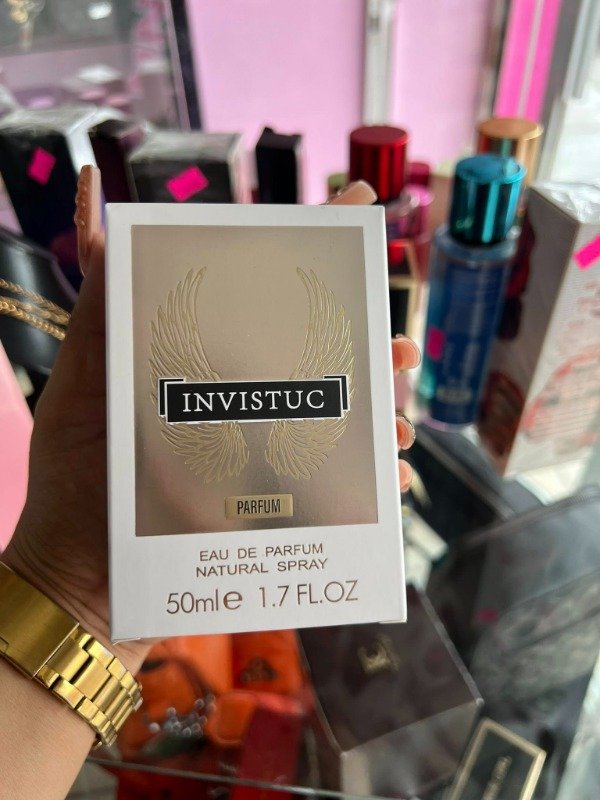 INVISTUC
PARFUM
EAU DE PARFUM
NATURAL SPRAY
50ml℮ 1.7 FL.OZ